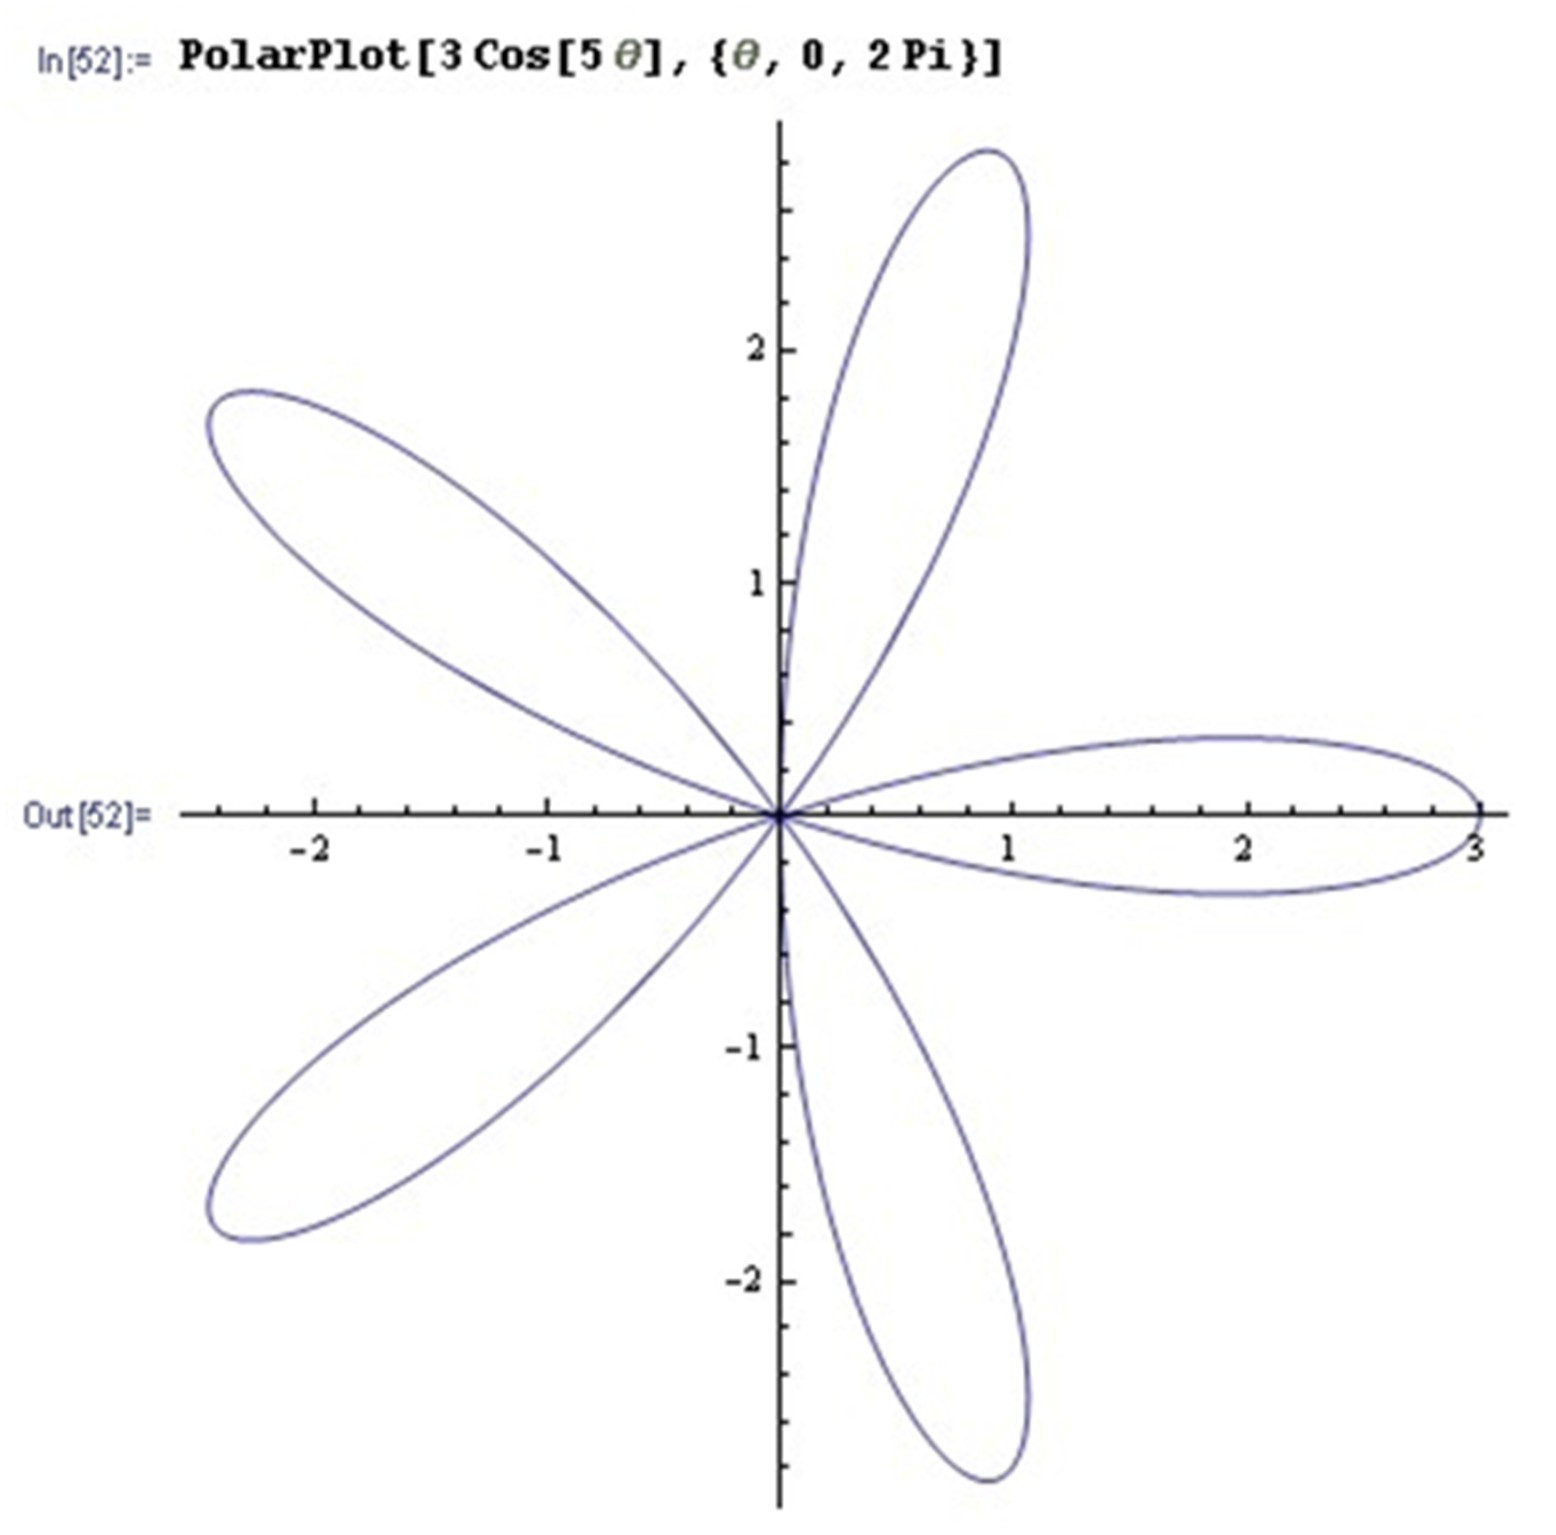 In[52]:= PolarPlot[3 Cos[5 θ], {θ, 0, 2 Pi}]
2
1
Out[52]=
-2 -1 1 2 3
-1
-2